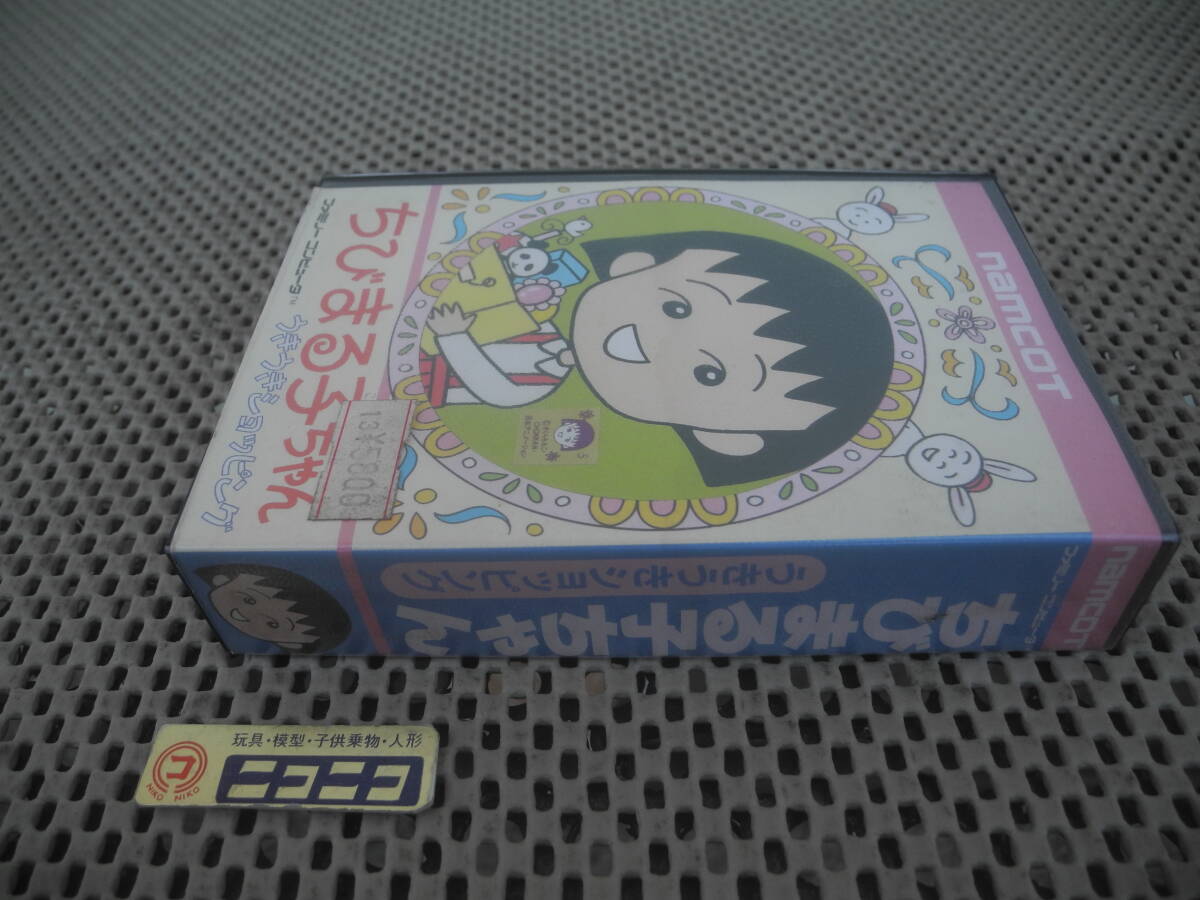 namcot
ファミリーコンピュータTM
ちびまる子ちゃん
うきうきショッピング
13 ¥5800
namcot
ファミリーコンピュータ
ちびまる子ちゃん
うきうきショッピング
玩具・模型・子供乗物・人形
ニコニコ
NIKO NIKO